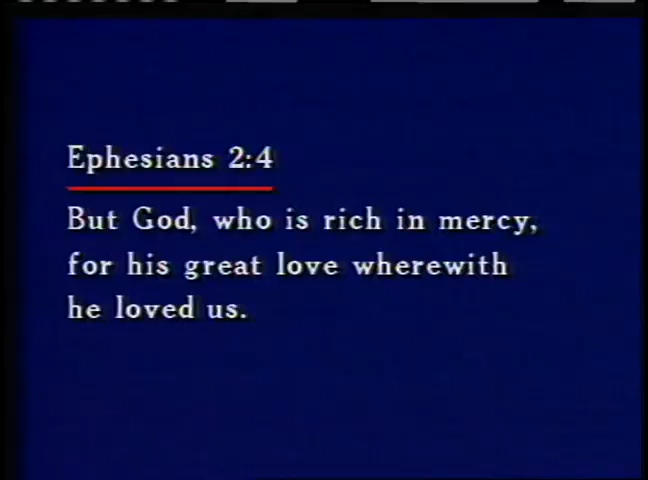 Ephesians 2:4
But God, who is rich in mercy,
for his great love wherewith
he loved us.